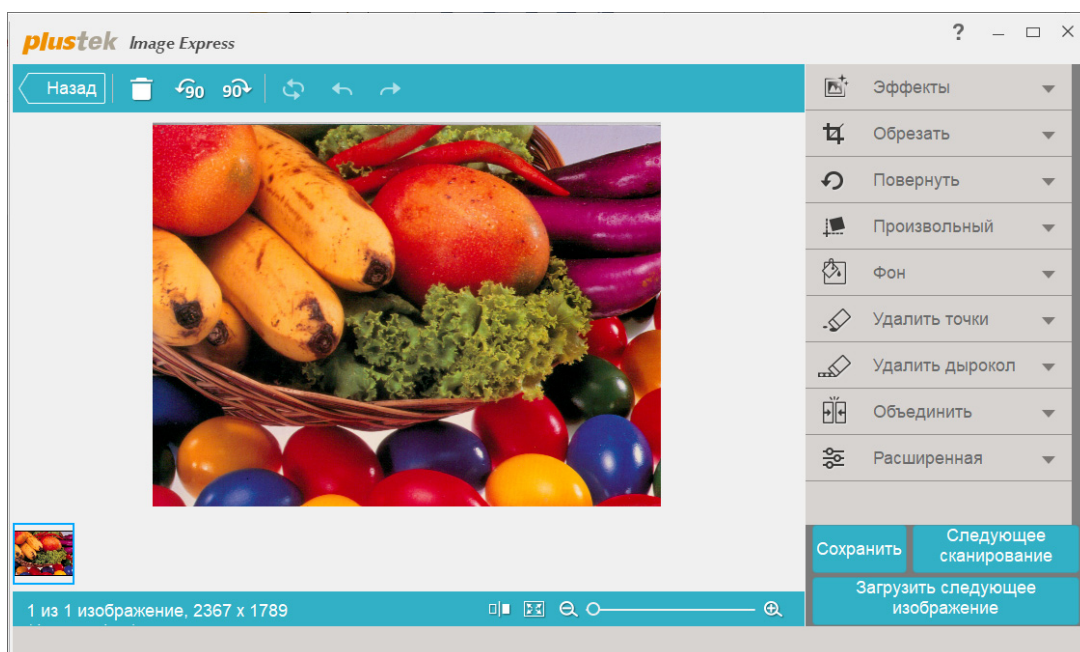 plustek Image Express
?
Назад
90
90
Эффекты
Обрезать
Повернуть
Произвольный
Фон
Удалить точки
Удалить дырокол
Объединить
Расширенная
Сохранить
Следующее
сканирование
Загрузить следующее
изображение
1 из 1 изображение, 2367 x 1789